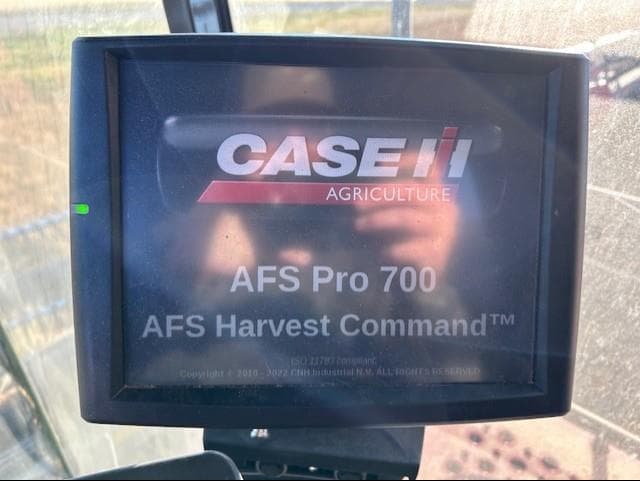 CASE IH
AGRICULTURE
AFS Pro 700
AFS Harvest Command™
ISO 11783 compliant.
Copyright © 2010 - 2022 CNH Industrial N.V. ALL RIGHTS RESERVED